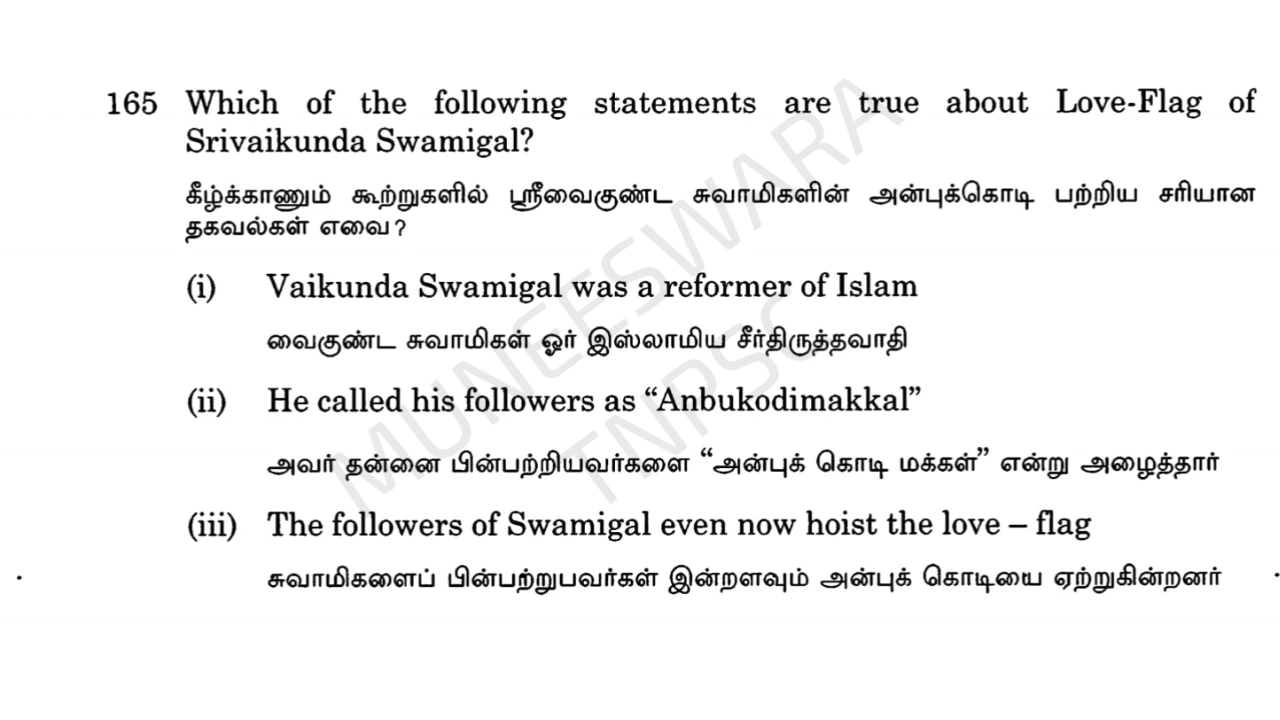 165 Which of the following statements are true about Love-Flag of
Srivaikunda Swamigal?
கீழ்க்காணும் கூற்றுகளில் ஸ்ரீவைகுண்ட சுவாமிகளின் அன்புக்கொடி பற்றிய சரியான
தகவல்கள் எவை?
(i) Vaikunda Swamigal was a reformer of Islam
வைகுண்ட சுவாமிகள் ஓர் இஸ்லாமிய சீர்திருத்தவாதி
(ii) He called his followers as “Anbukodimakkal”
அவர் தன்னை பின்பற்றியவர்களை “அன்புக் கொடி மக்கள்” என்று அழைத்தார்
(iii) The followers of Swamigal even now hoist the love – flag
சுவாமிகளைப் பின்பற்றுபவர்கள் இன்றளவும் அன்புக் கொடியை ஏற்றுகின்றனர்
MUNEESWARA
TNPSC